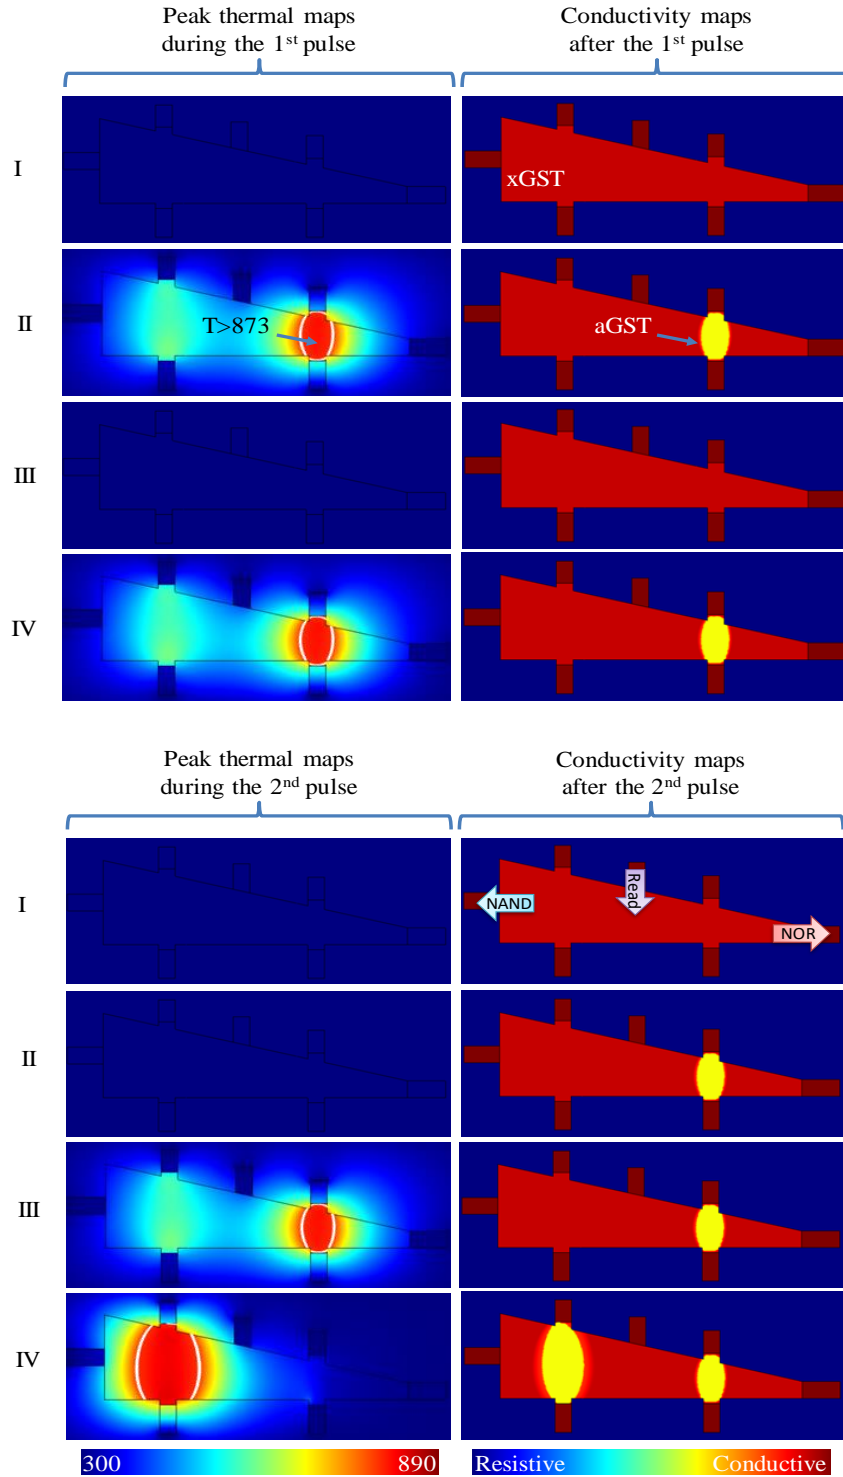 Peak thermal maps
during the 1st pulse
Conductivity maps
after the 1st pulse
I
xGST
II
T>873
aGST
III
IV
Peak thermal maps
during the 2nd pulse
Conductivity maps
after the 2nd pulse
I
NAND
Read
NOR
II
III
IV
300
890
Resistive
Conductive